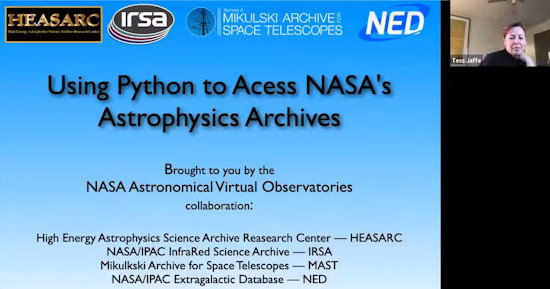 HEASARC
High Energy Astrophysics Science Archive Research Center
irsa
MIKULSKI ARCHIVE FOR
SPACE TELESCOPES
NED
Tess Jaffe
Using Python to Acess NASA's
Astrophysics Archives
Brought to you by the
NASA Astronomical Virtual Observatories
collaboration:
High Energy Astrophysics Science Archive Reasearch Center — HEASARC
NASA/IPAC InfraRed Science Archive — IRSA
Mikulkski Archive for Space Telescopes — MAST
NASA/IPAC Extragalactic Database — NED